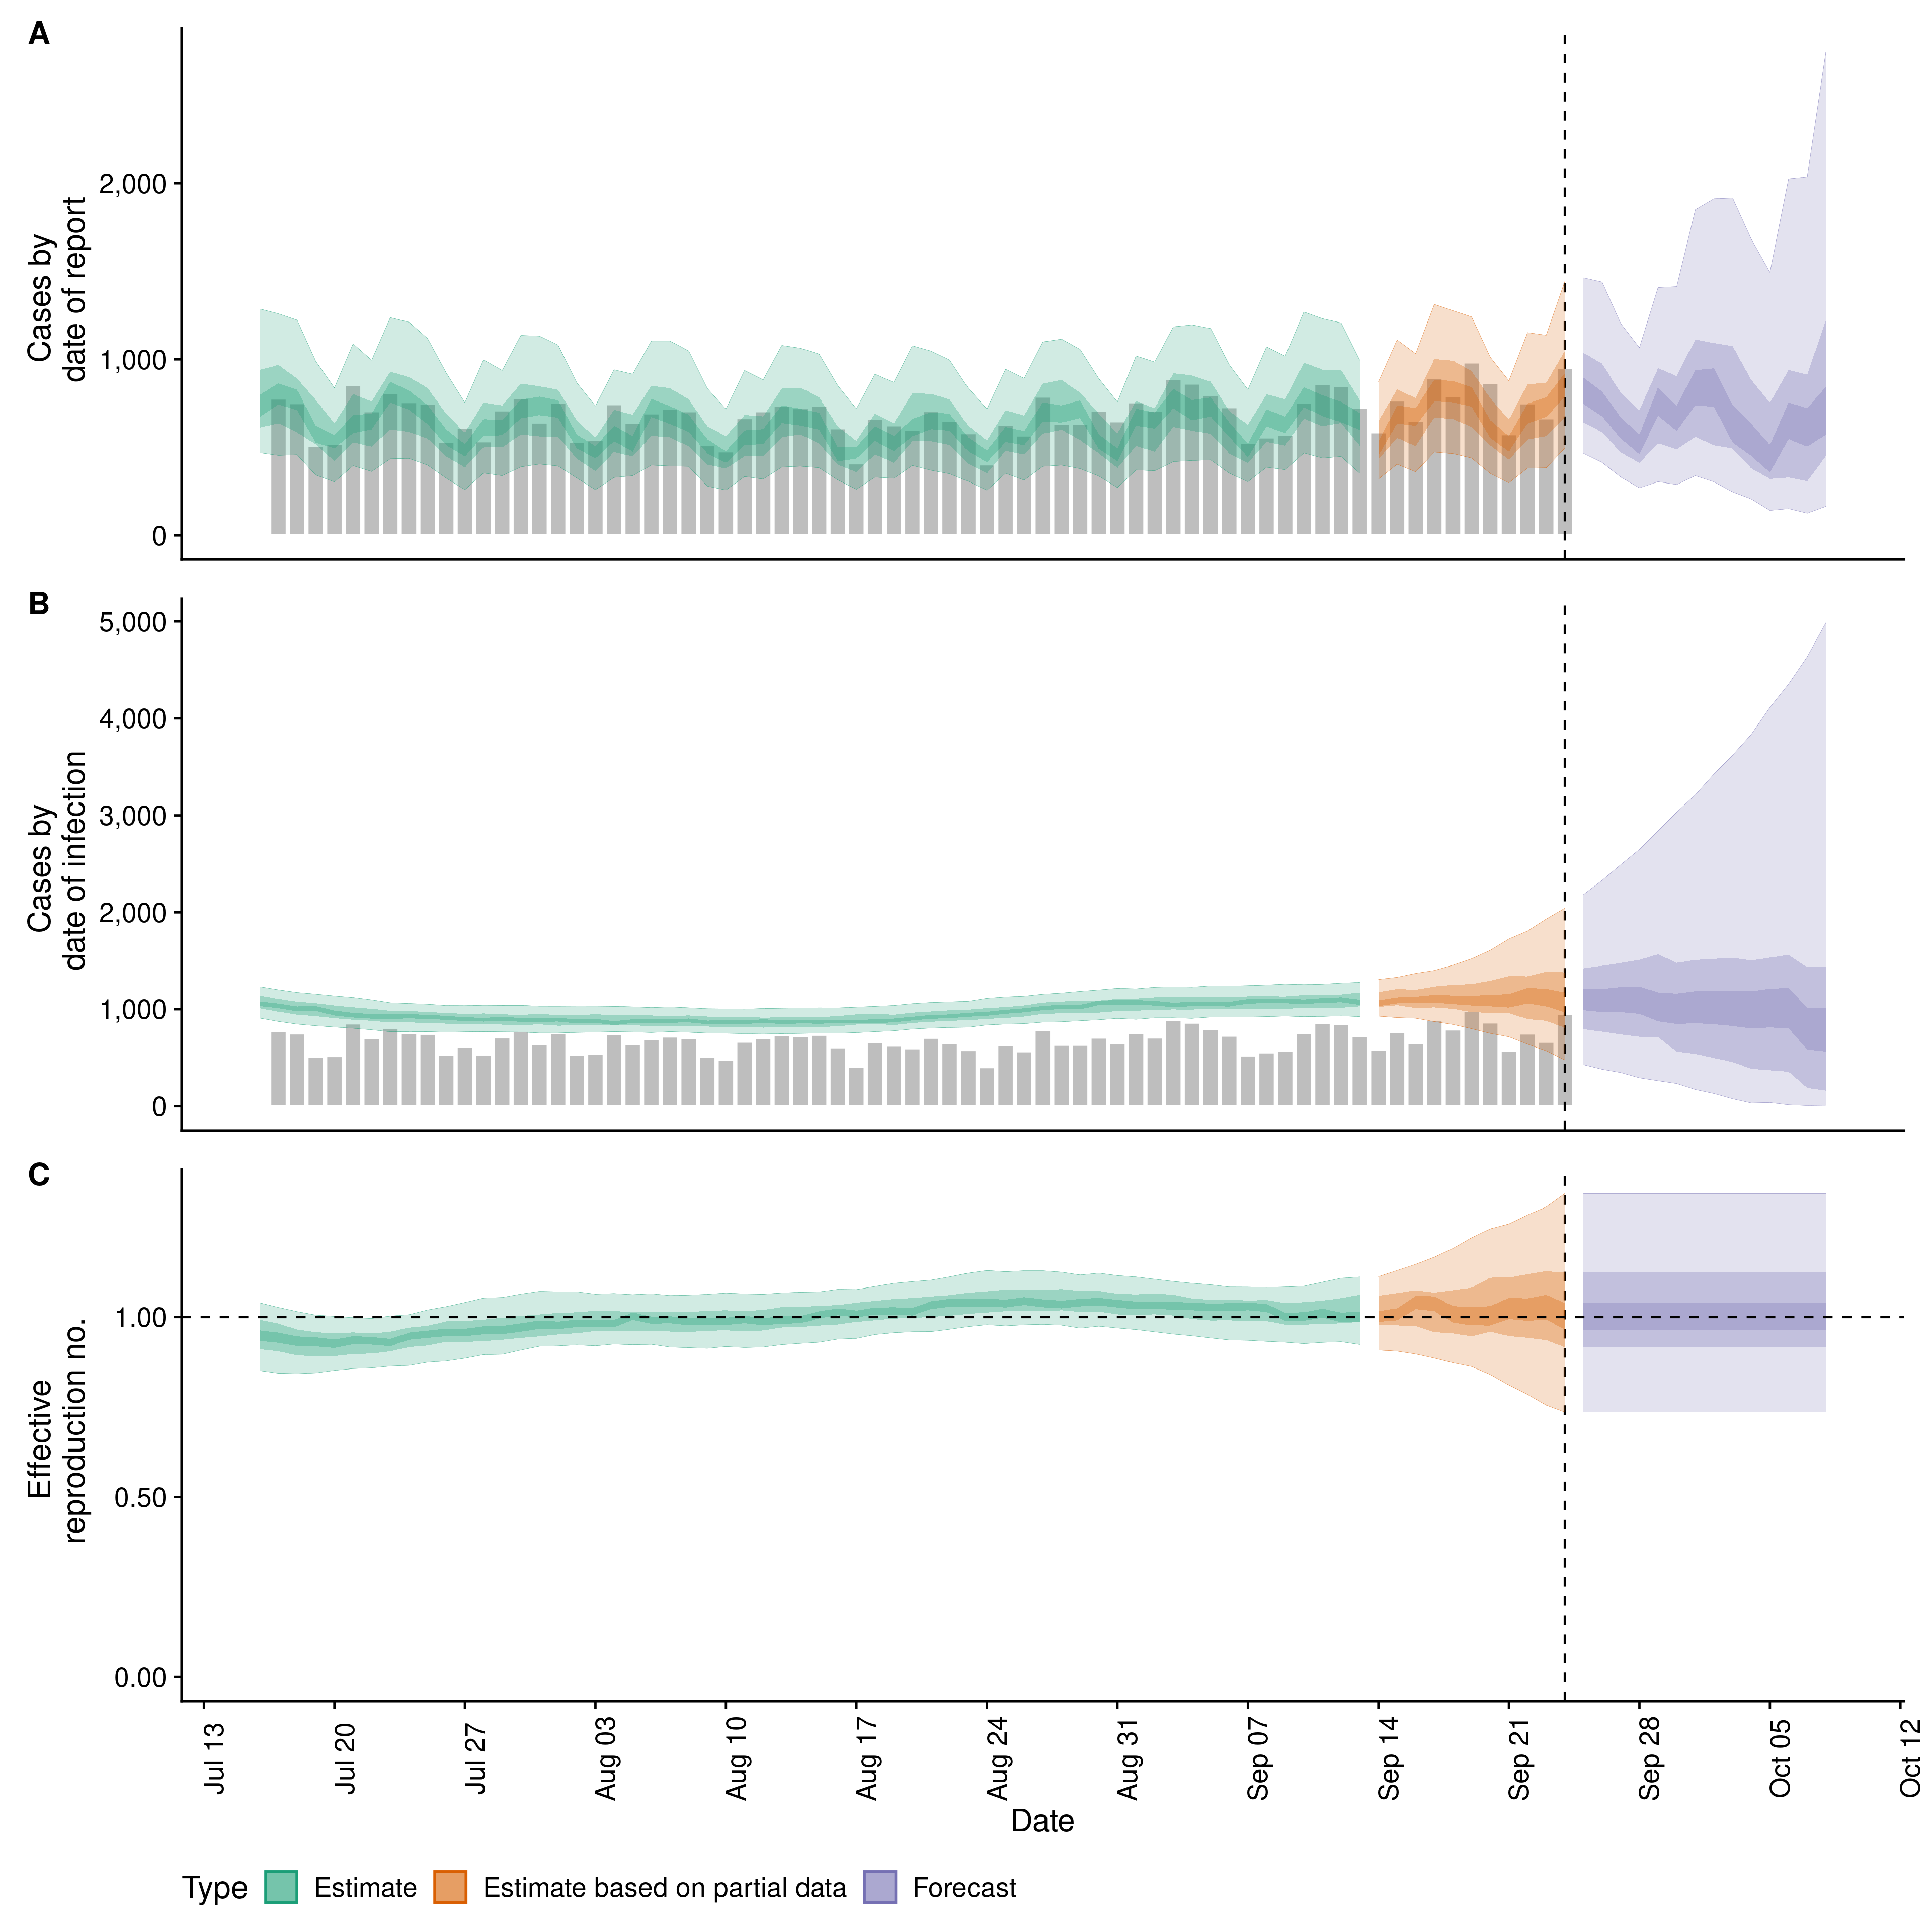 A
Cases by
date of report
2,000
1,000
0
B
Cases by
date of infection
5,000
4,000
3,000
2,000
1,000
0
C
Effective
reproduction no.
1.00
0.50
0.00
Jul 13
Jul 20
Jul 27
Aug 03
Aug 10
Aug 17
Aug 24
Aug 31
Sep 07
Sep 14
Sep 21
Sep 28
Oct 05
Oct 12
Date
Type Estimate Estimate based on partial data Forecast